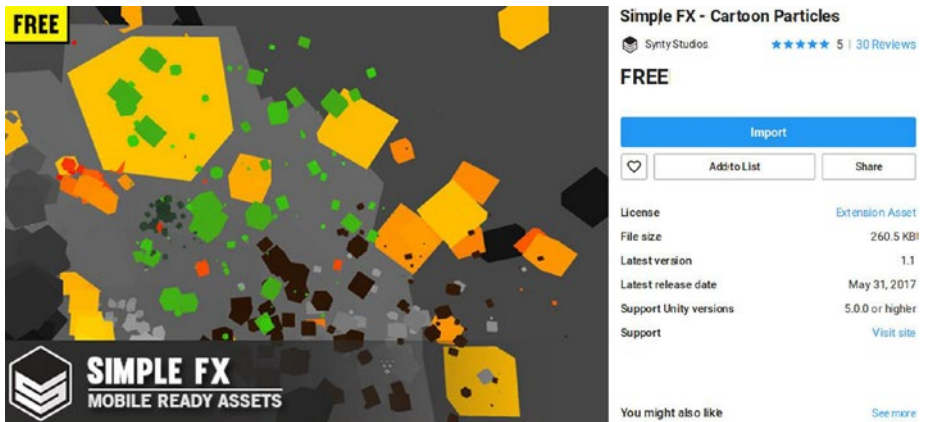 FREE
SIMPLE FX
MOBILE READY ASSETS
Simple FX - Cartoon Particles
Synty Studios 5 | 30 Reviews
FREE
Import
Add to List Share
License Extension Asset
File size 260.5 KB
Latest version 1.1
Latest release date May 31, 2017
Support Unity versions 5.0.0 or higher
Support Visit site
You might also like See more